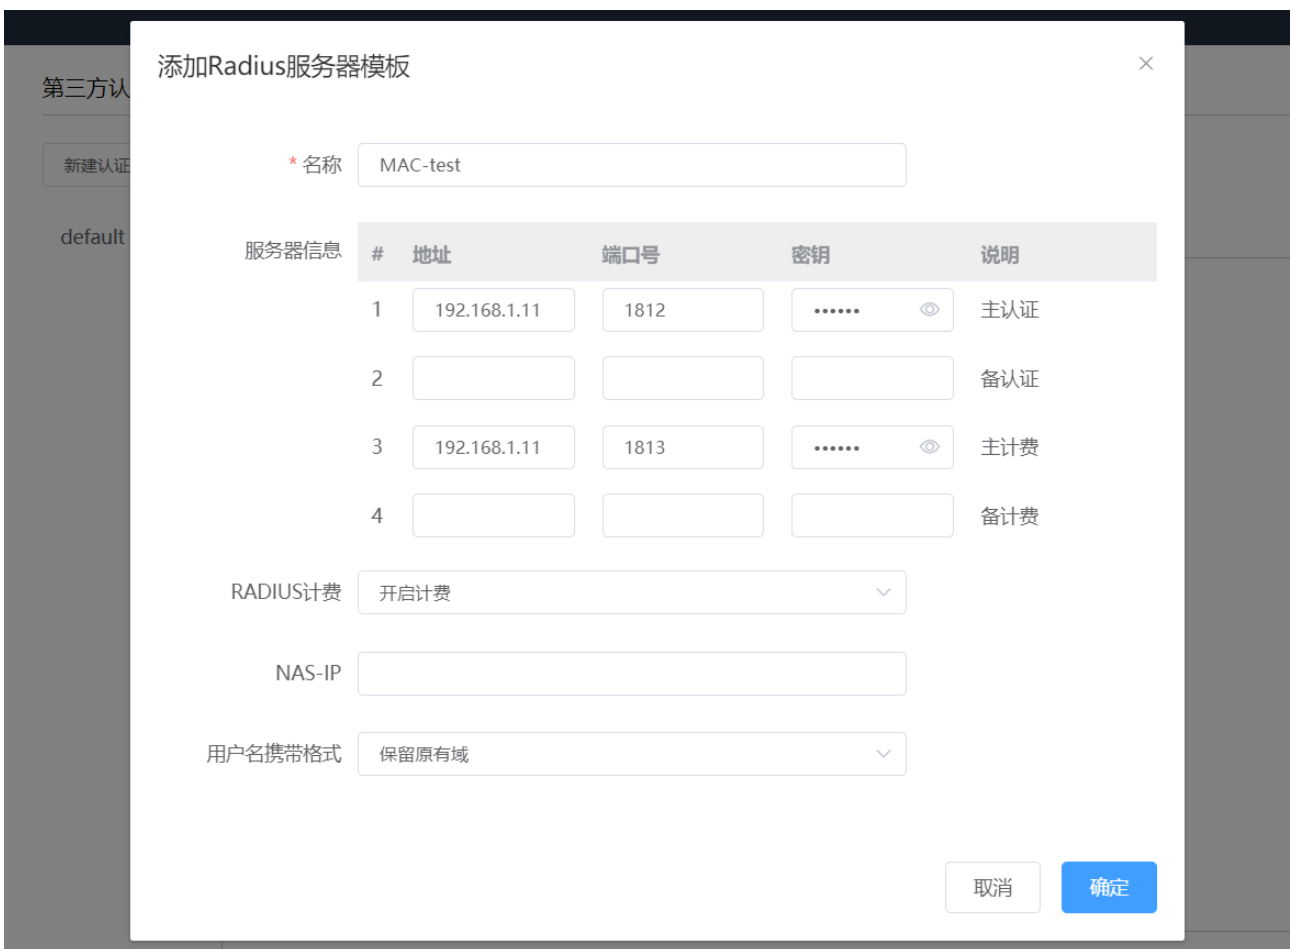 添加Radius服务器模板
第三方认
新建认证
* 名称 MAC-test
default
服务器信息 # 地址 端口号 密钥 说明
1 192.168.1.11 1812 •••••• 主认证
2 备认证
3 192.168.1.11 1813 •••••• 主计费
4 备计费
RADIUS计费 开启计费
NAS-IP
用户名携带格式 保留原有域
取消 确定